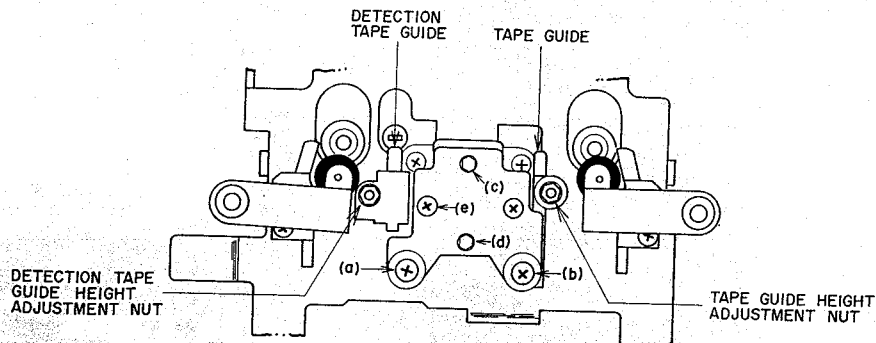 DETECTION
TAPE GUIDE
TAPE GUIDE
(c)
(e)
(d)
(a)
(b)
DETECTION TAPE
GUIDE HEIGHT
ADJUSTMENT NUT
TAPE GUIDE HEIGHT
ADJUSTMENT NUT